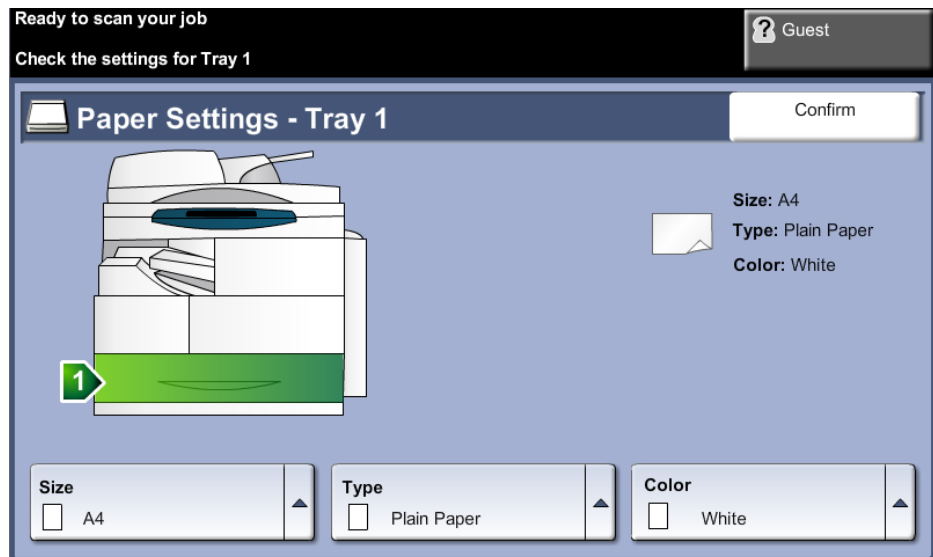 Ready to scan your job
Guest
Check the settings for Tray 1
Paper Settings - Tray 1
Confirm
Size: A4
Type: Plain Paper
Color: White
1
Size
A4
Type
Plain Paper
Color
White